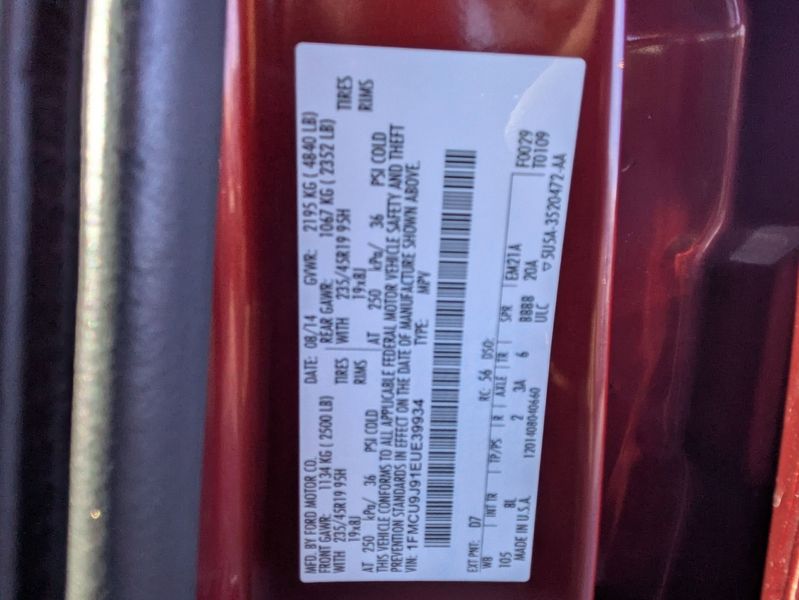 MFD. BY FORD MOTOR CO. DATE: 08/14 GVWR: 2195 KG ( 4840 LB)
FRONT GAWR: 1134 KG ( 2500 LB) REAR GAWR: 1067 KG ( 2352 LB)
WITH 235/45R19 95H TIRES WITH 235/45R19 95H TIRES
19x8J RIMS 19x8J RIMS
AT 250 kPa/ 36 PSI COLD AT 250 kPa/ 36 PSI COLD
THIS VEHICLE CONFORMS TO ALL APPLICABLE FEDERAL MOTOR VEHICLE SAFETY AND THEFT
PREVENTION STANDARDS IN EFFECT ON THE DATE OF MANUFACTURE SHOWN ABOVE.
VIN: 1FMCU9J91EUE39934 TYPE: MPV
EXT PNT: D7 RC: 56 DSO: F0029
WB INT TR TP/PS R AXLE TR SPR EM21A T0109
105 8L 2 3A 6 BBBB 20A
MADE IN U.S.A. 1201408040660 ULC ▽ 5USA-3520472-AA